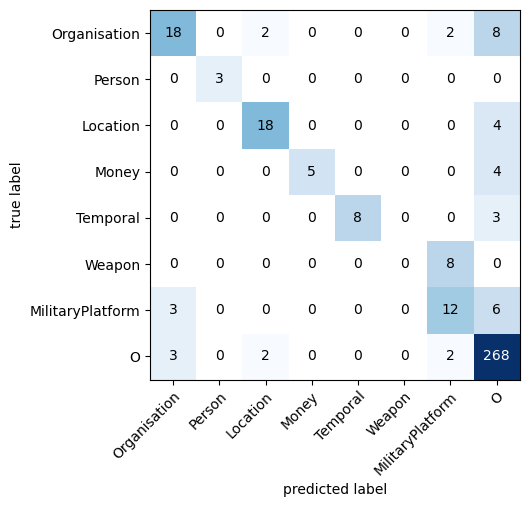 Organisation 18 0 2 0 0 0 2 8
Person 0 3 0 0 0 0 0 0
Location 0 0 18 0 0 0 0 4
Money 0 0 0 5 0 0 0 4
Temporal 0 0 0 0 8 0 0 3
Weapon 0 0 0 0 0 0 8 0
MilitaryPlatform 3 0 0 0 0 0 12 6
O 3 0 2 0 0 0 2 268
true label
Organisation Person Location Money Temporal Weapon MilitaryPlatform O
predicted label